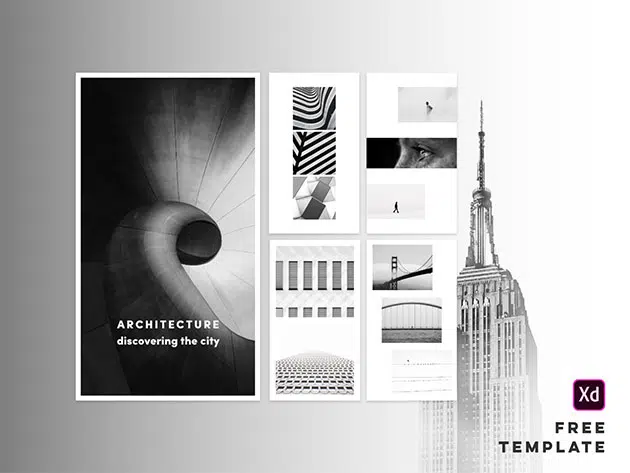 ARCHITECTURE
discovering the city
Xd
FREE
TEMPLATE